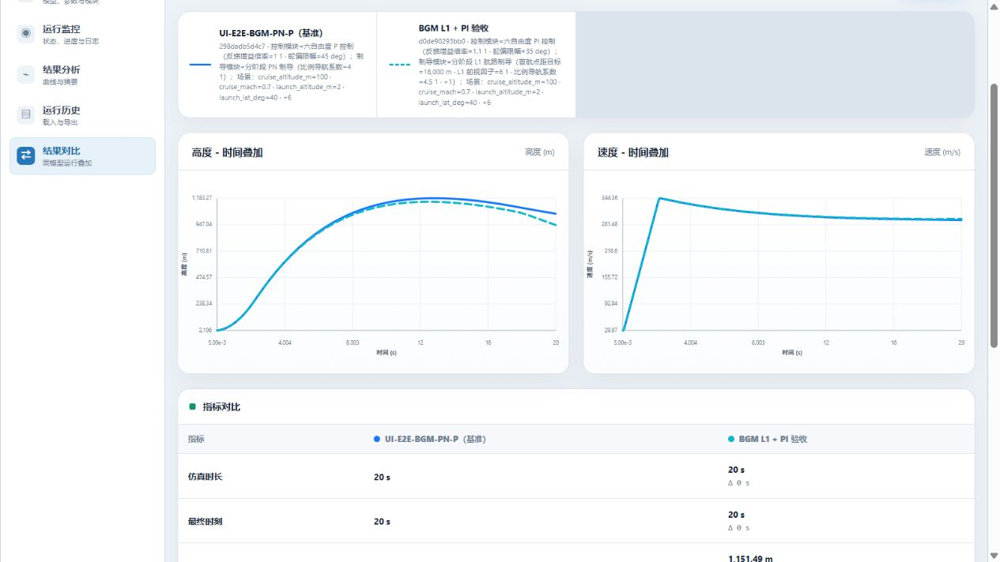 模型、参数与模块
运行监控
状态、进度与日志
结果分析
曲线与摘要
运行历史
载入与导出
结果对比
同模型运行叠加
UI-E2E-BGM-PN-P（基准）
298dadb5d4c7 · 控制模块=六自由度 P 控制
（反馈增益倍率=1 1 · 舵偏限幅=45 deg）；制
导模块=分阶段 PN 制导（比例导航系数=4
1）；场景：cruise_altitude_m=100 ·
cruise_mach=0.7 · launch_altitude_m=2 ·
launch_lat_deg=40 · +6
BGM L1 + PI 验收
d0de90293bb0 · 控制模块=六自由度 PI 控制
（反馈增益倍率=1.1 1 · 舵偏限幅=35 deg）；
制导模块=分阶段 L1 航路制导（首航点距目标
=18,000 m · L1 前视因子=6 1 · 比例导航系数
=4.5 1 · +1）；场景：cruise_altitude_m=100 ·
cruise_mach=0.7 · launch_altitude_m=2 ·
launch_lat_deg=40 · +6
高度 - 时间叠加
高度 (m)
1,183.27
947.04
710.81
474.57
238.34
2.106
高度 (m)
5.00e-3
4.004
8.003
12
16
20
时间 (s)
速度 - 时间叠加
速度 (m/s)
344.36
281.48
218.6
155.72
92.84
29.97
速度 (m/s)
5.00e-3
4.004
8.003
12
16
20
时间 (s)
指标对比
指标
UI-E2E-BGM-PN-P（基准）
BGM L1 + PI 验收
仿真时长
20 s
20 s
Δ 0 s
最终时刻
20 s
20 s
Δ 0 s
1,151.49 m